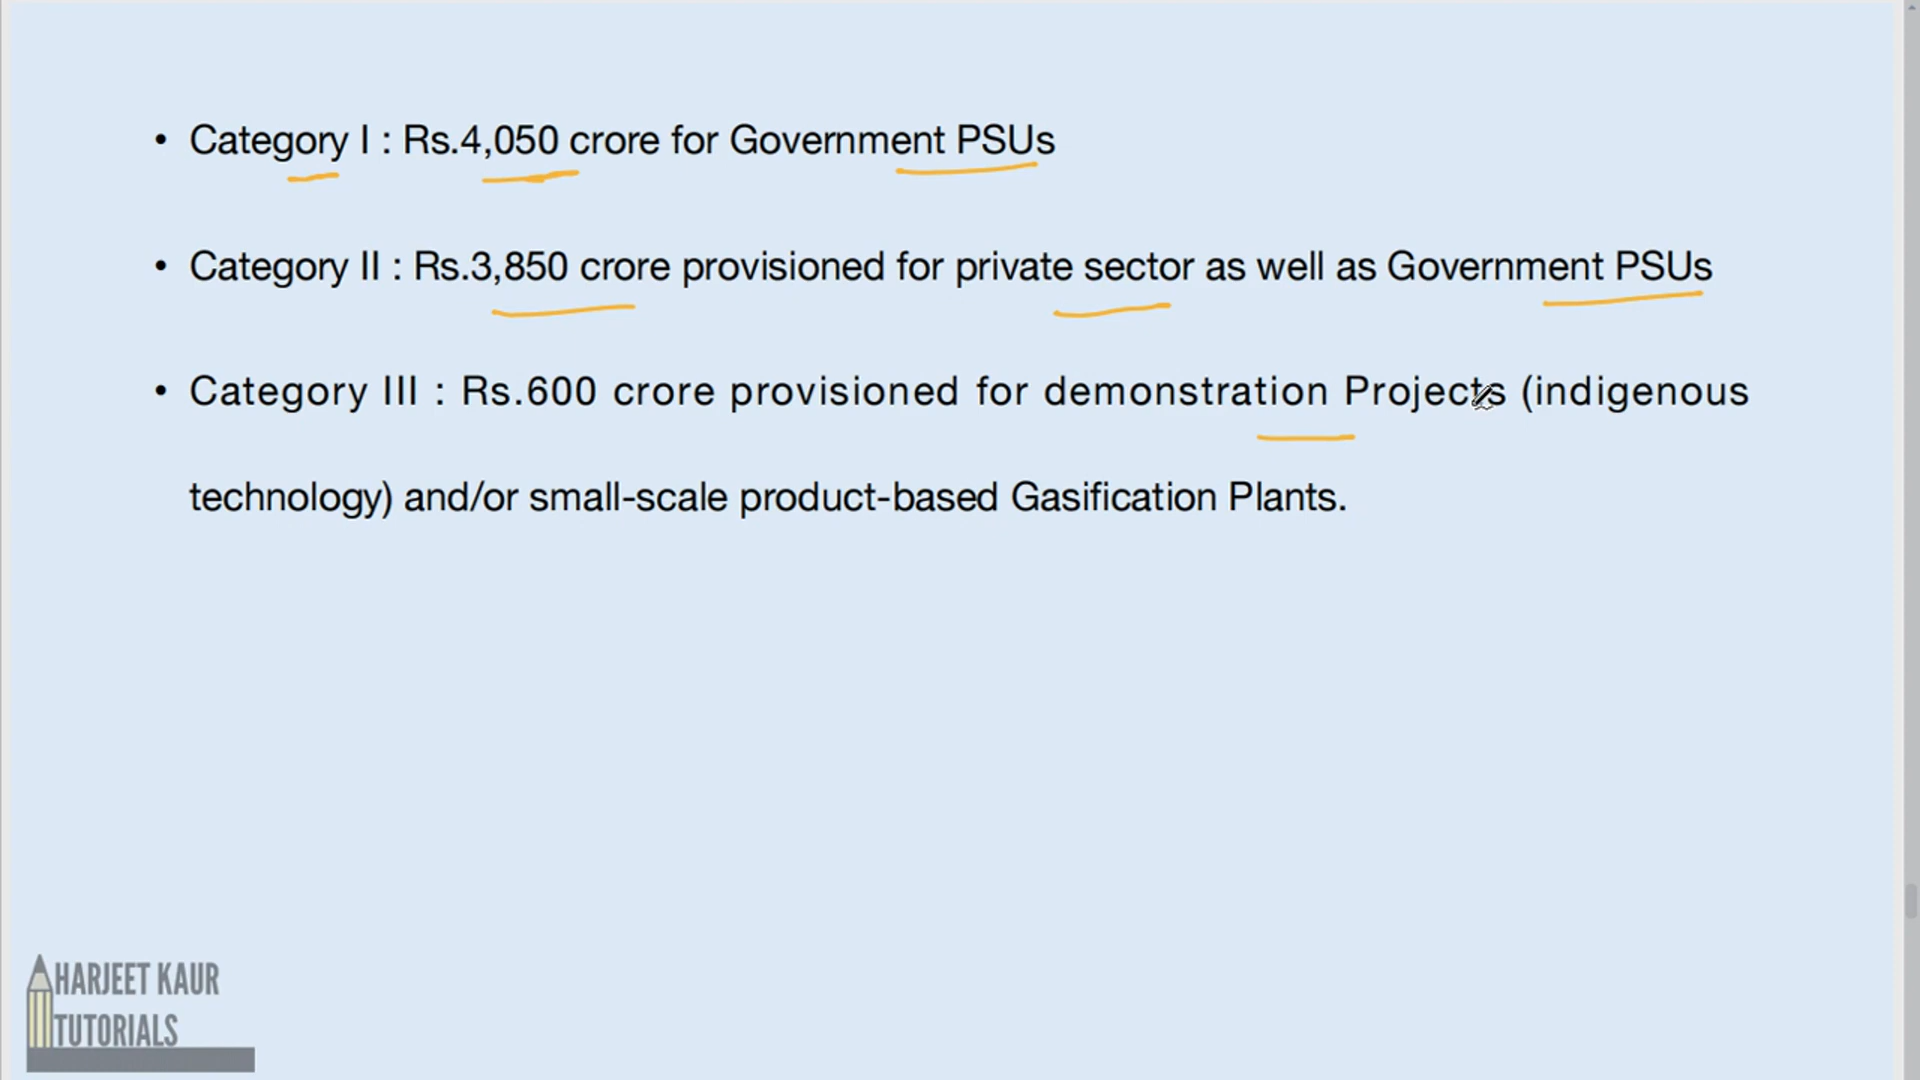 • Category I : Rs.4,050 crore for Government PSUs
• Category II : Rs.3,850 crore provisioned for private sector as well as Government PSUs
• Category III : Rs.600 crore provisioned for demonstration Projects (indigenous
technology) and/or small-scale product-based Gasification Plants.
HARJEET KAUR
TUTORIALS